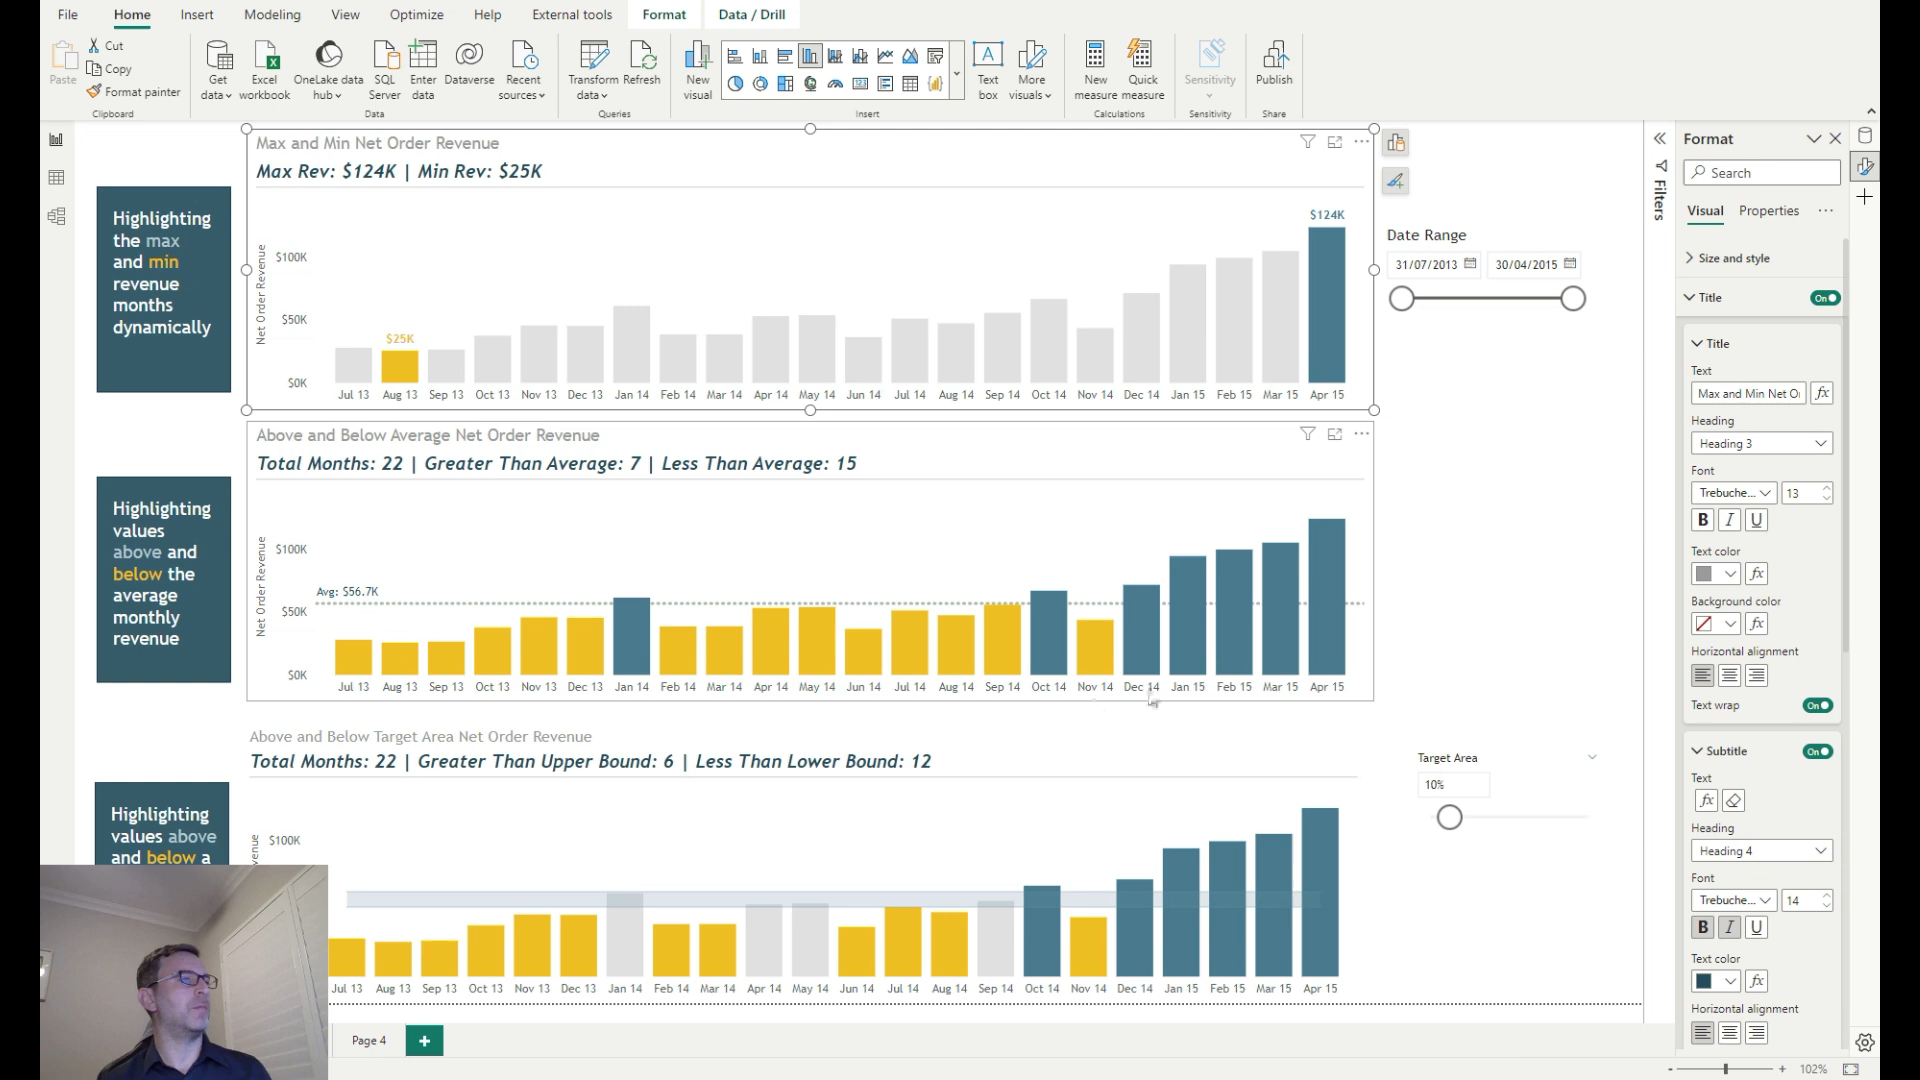 File Home Insert Modeling View Optimize Help External tools Format Data / Drill
Paste
Cut
Copy
Format painter
Clipboard
Get data
Excel workbook
OneLake data hub
SQL Server
Enter data
Dataverse
Recent sources
Data
Transform data
Refresh
Queries
New visual
Text box
More visuals
Insert
New measure
Quick measure
Calculations
Sensitivity
Sensitivity
Publish
Share
Highlighting
the max
and min
revenue
months
dynamically
Max and Min Net Order Revenue
Max Rev: $124K | Min Rev: $25K
Net Order Revenue
$100K
$50K
$0K
$25K
$124K
Jul 13 Aug 13 Sep 13 Oct 13 Nov 13 Dec 13 Jan 14 Feb 14 Mar 14 Apr 14 May 14 Jun 14 Jul 14 Aug 14 Sep 14 Oct 14 Nov 14 Dec 14 Jan 15 Feb 15 Mar 15 Apr 15
Date Range
31/07/2013 30/04/2015
Highlighting
values
above and
below the
average
monthly
revenue
Above and Below Average Net Order Revenue
Total Months: 22 | Greater Than Average: 7 | Less Than Average: 15
Net Order Revenue
$100K
Avg: $56.7K
$50K
$0K
Jul 13 Aug 13 Sep 13 Oct 13 Nov 13 Dec 13 Jan 14 Feb 14 Mar 14 Apr 14 May 14 Jun 14 Jul 14 Aug 14 Sep 14 Oct 14 Nov 14 Dec 14 Jan 15 Feb 15 Mar 15 Apr 15
Highlighting
values above
and below a
Above and Below Target Area Net Order Revenue
Total Months: 22 | Greater Than Upper Bound: 6 | Less Than Lower Bound: 12
$100K
Jul 13 Aug 13 Sep 13 Oct 13 Nov 13 Dec 13 Jan 14 Feb 14 Mar 14 Apr 14 May 14 Jun 14 Jul 14 Aug 14 Sep 14 Oct 14 Nov 14 Dec 14 Jan 15 Feb 15 Mar 15 Apr 15
Target Area
10%
Filters
Format
Search
Visual Properties
Size and style
Title On
Title
Text
Max and Min Net O
Heading
Heading 3
Font
Trebuche... 13
B I U
Text color
fx
Background color
fx
Horizontal alignment
Text wrap On
Subtitle On
Text
fx
Heading
Heading 4
Font
Trebuche... 14
B I U
Text color
fx
Horizontal alignment
Page 4
- + 102%